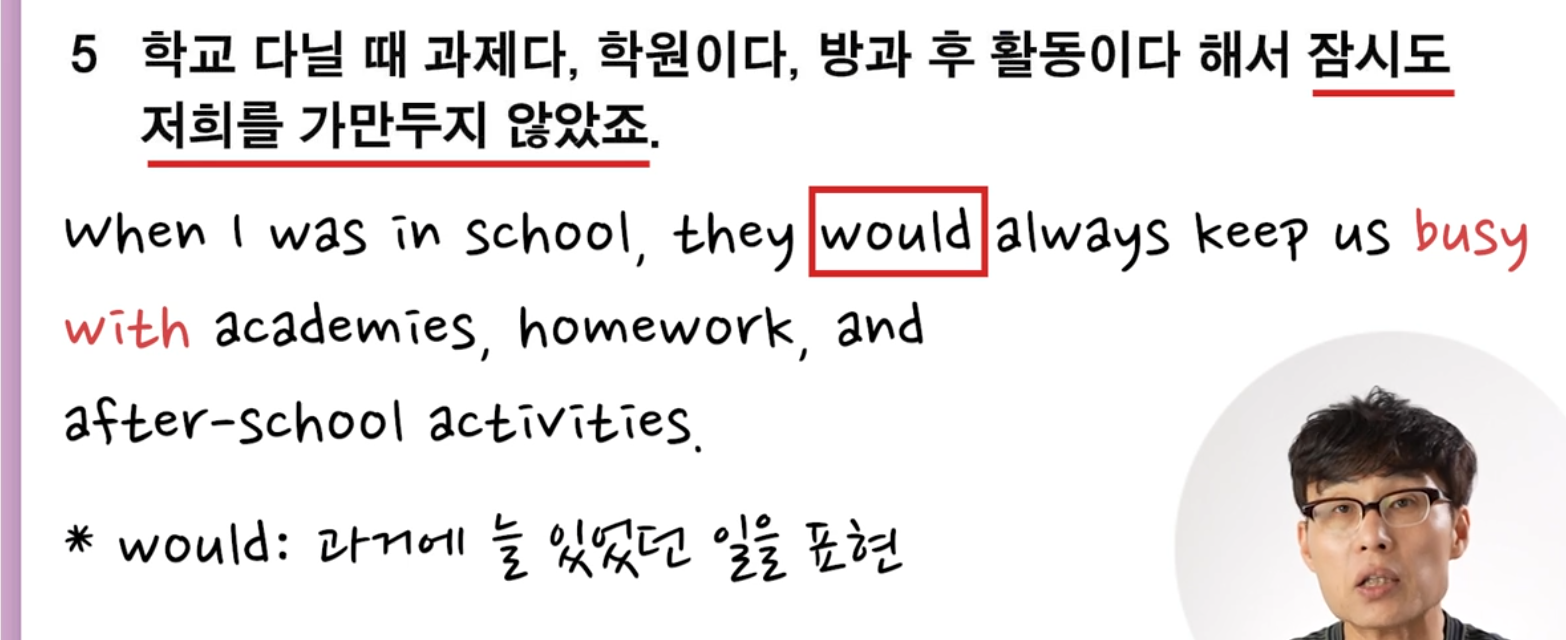 5 학교 다닐 때 과제다, 학원이다, 방과 후 활동이다 해서 잠시도
저희를 가만두지 않았죠.
When I was in school, they would always keep us busy
with academies, homework, and
after-school activities.
* would: 과거에 늘 있었던 일을 표현